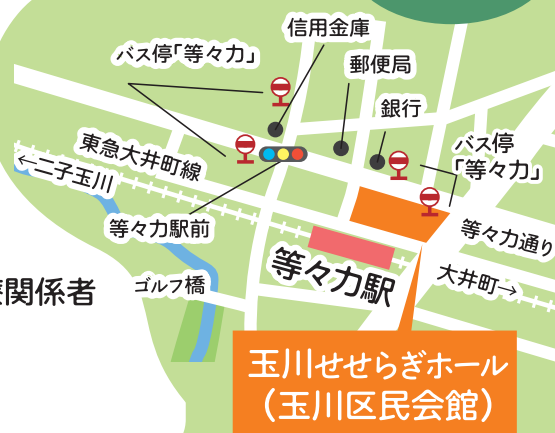 信用金庫
バス停「等々力」
郵便局
銀行
バス停
「等々力」
東急大井町線
←二子玉川
等々力駅前
等々力通り
等々力駅
大井町→
関係者
ゴルフ橋
玉川せせらぎホール
（玉川区民会館）